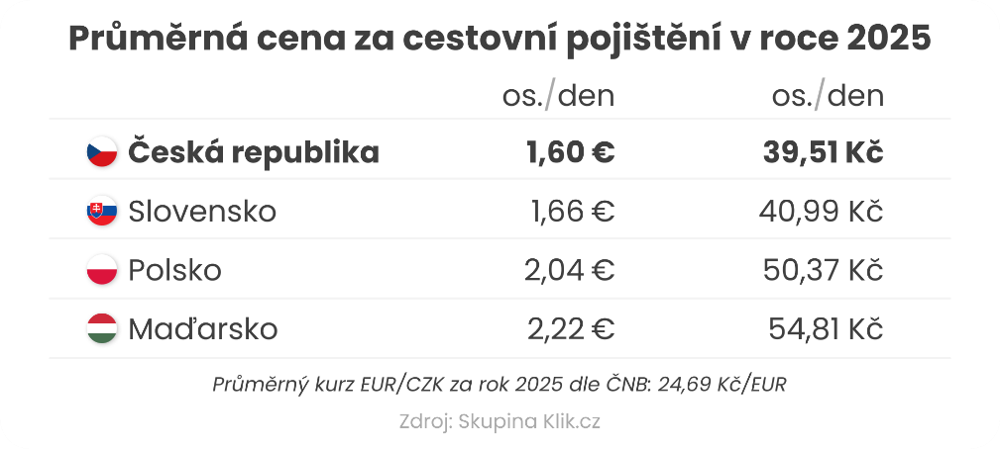 Průměrná cena za cestovní pojištění v roce 2025
os./den os./den
Česká republika 1,60 € 39,51 Kč
Slovensko 1,66 € 40,99 Kč
Polsko 2,04 € 50,37 Kč
Maďarsko 2,22 € 54,81 Kč
Průměrný kurz EUR/CZK za rok 2025 dle ČNB: 24,69 Kč/EUR
Zdroj: Skupina Klik.cz